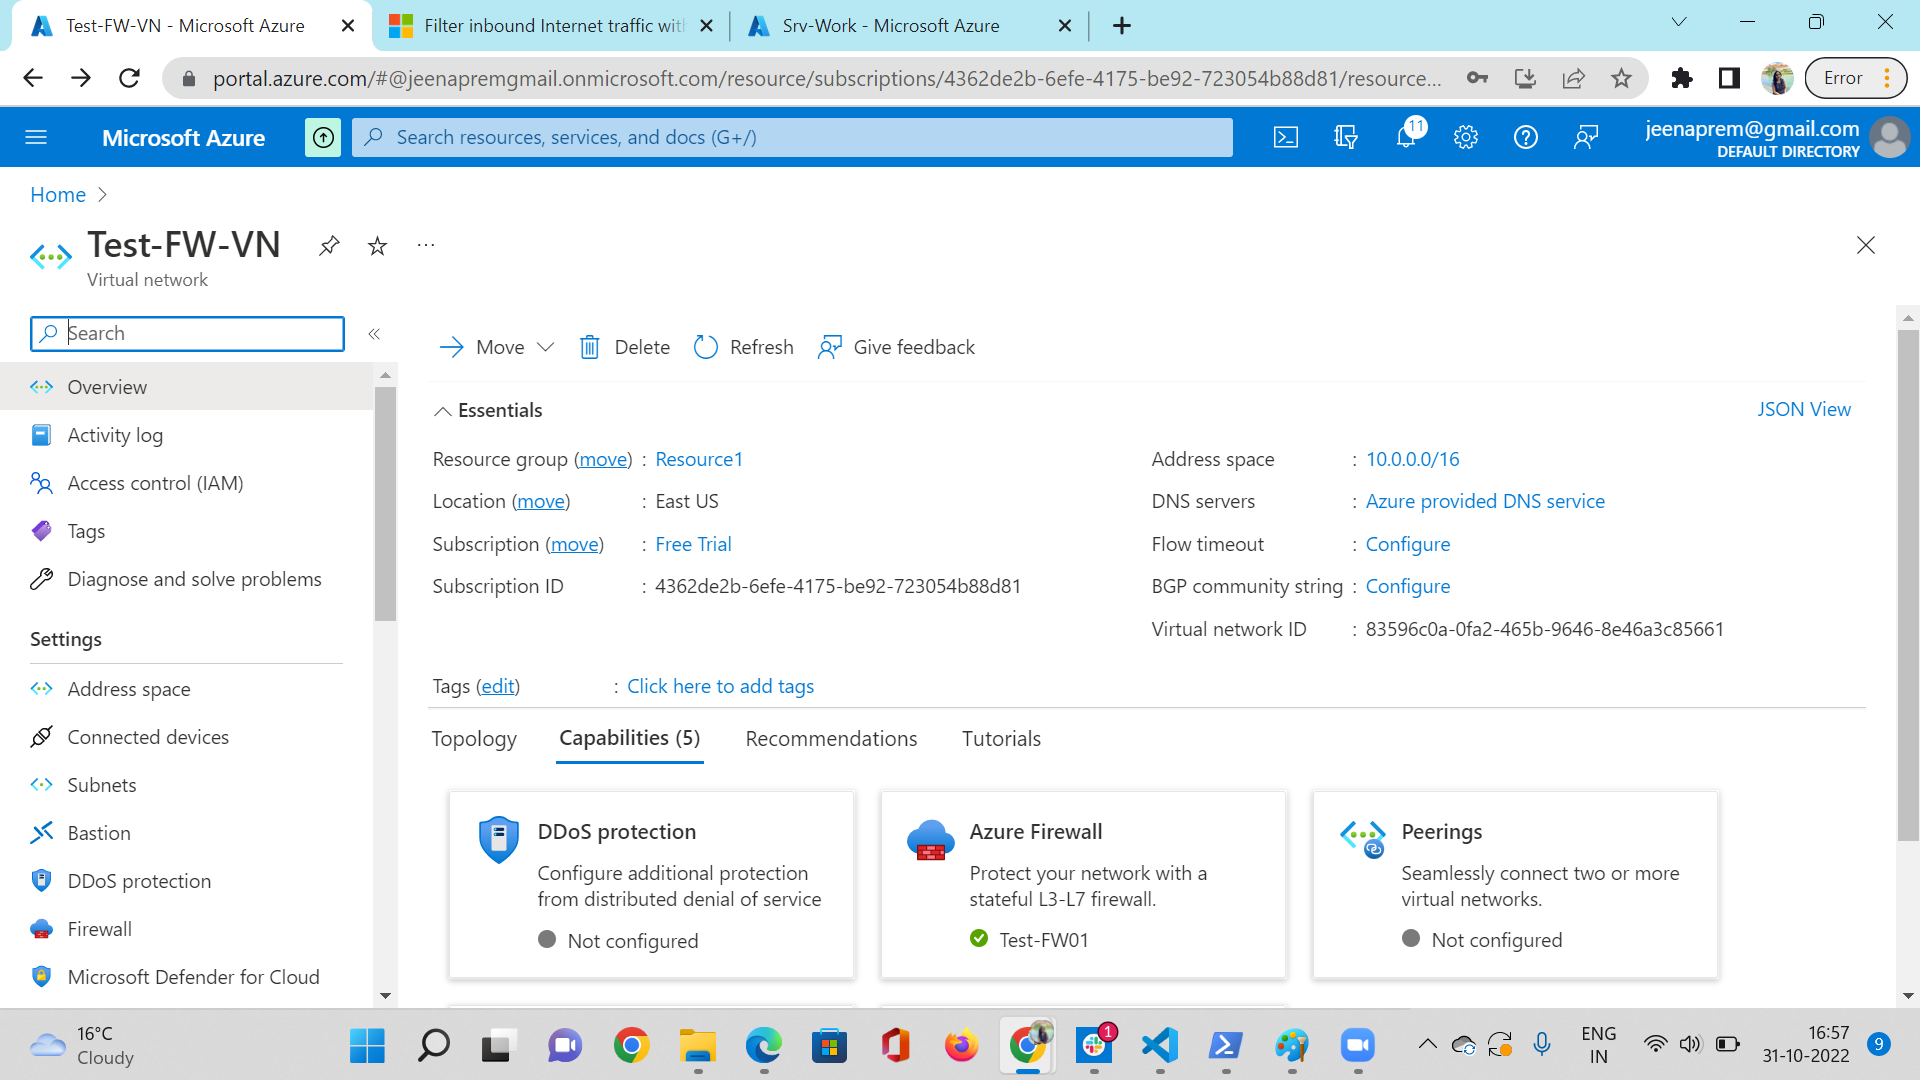 Test-FW-VN - Microsoft Azure
Filter inbound Internet traffic wit
Srv-Work - Microsoft Azure
portal.azure.com/#@jeenapremgmail.onmicrosoft.com/resource/subscriptions/4362de2b-6efe-4175-be92-723054b88d81/resource...
Error
Microsoft Azure
Search resources, services, and docs (G+/)
11
jeenaprem@gmail.com
DEFAULT DIRECTORY
Home
Test-FW-VN
Virtual network
Search
Overview
Activity log
Access control (IAM)
Tags
Diagnose and solve problems
Settings
Address space
Connected devices
Subnets
Bastion
DDoS protection
Firewall
Microsoft Defender for Cloud
Move
Delete
Refresh
Give feedback
Essentials
JSON View
Resource group (move) : Resource1
Location (move) : East US
Subscription (move) : Free Trial
Subscription ID : 4362de2b-6efe-4175-be92-723054b88d81
Address space : 10.0.0.0/16
DNS servers : Azure provided DNS service
Flow timeout : Configure
BGP community string : Configure
Virtual network ID : 83596c0a-0fa2-465b-9646-8e46a3c85661
Tags (edit) : Click here to add tags
Topology
Capabilities (5)
Recommendations
Tutorials
DDoS protection
Configure additional protection
from distributed denial of service
Not configured
Azure Firewall
Protect your network with a
stateful L3-L7 firewall.
Test-FW01
Peerings
Seamlessly connect two or more
virtual networks.
Not configured
16°C
Cloudy
1
ENG
IN
16:57
31-10-2022
9